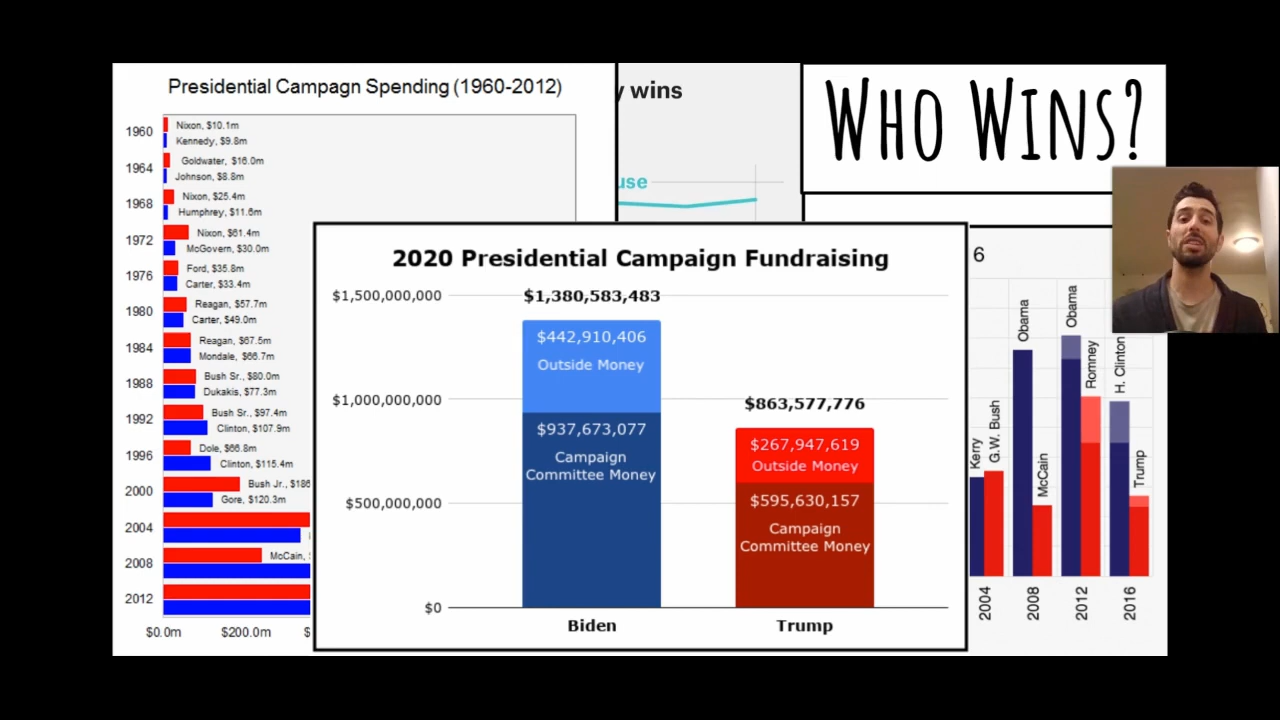 Presidential Campagn Spending (1960-2012)
1960
Nixon, $10.1m
Kennedy, $9.8m
1964
Goldwater, $16.0m
Johnson, $8.8m
1968
Nixon, $25.4m
Humphrey, $11.6m
1972
Nixon, $61.4m
McGovern, $30.0m
1976
Ford, $35.8m
Carter, $33.4m
1980
Reagan, $57.7m
Carter, $49.0m
1984
Reagan, $67.5m
Mondale, $66.7m
1988
Bush Sr., $80.0m
Dukakis, $77.3m
1992
Bush Sr., $97.4m
Clinton, $107.9m
1996
Dole, $66.8m
Clinton, $115.4m
2000
Bush Jr., $186
Gore, $120.3m
2004
2008
McCain,
2012
$0.0m $200.0m $
y wins
use
WHO WINS?
2020 Presidential Campaign Fundraising
$1,500,000,000
$1,000,000,000
$500,000,000
$0
$1,380,583,483
$442,910,406
Outside Money
$937,673,077
Campaign
Committee Money
Biden
$863,577,776
$267,947,619
Outside Money
$595,630,157
Campaign
Committee Money
Trump
6
Kerry
G.W. Bush
Obama
McCain
Obama
Romney
H. Clinton
Trump
2004 2008 2012 2016